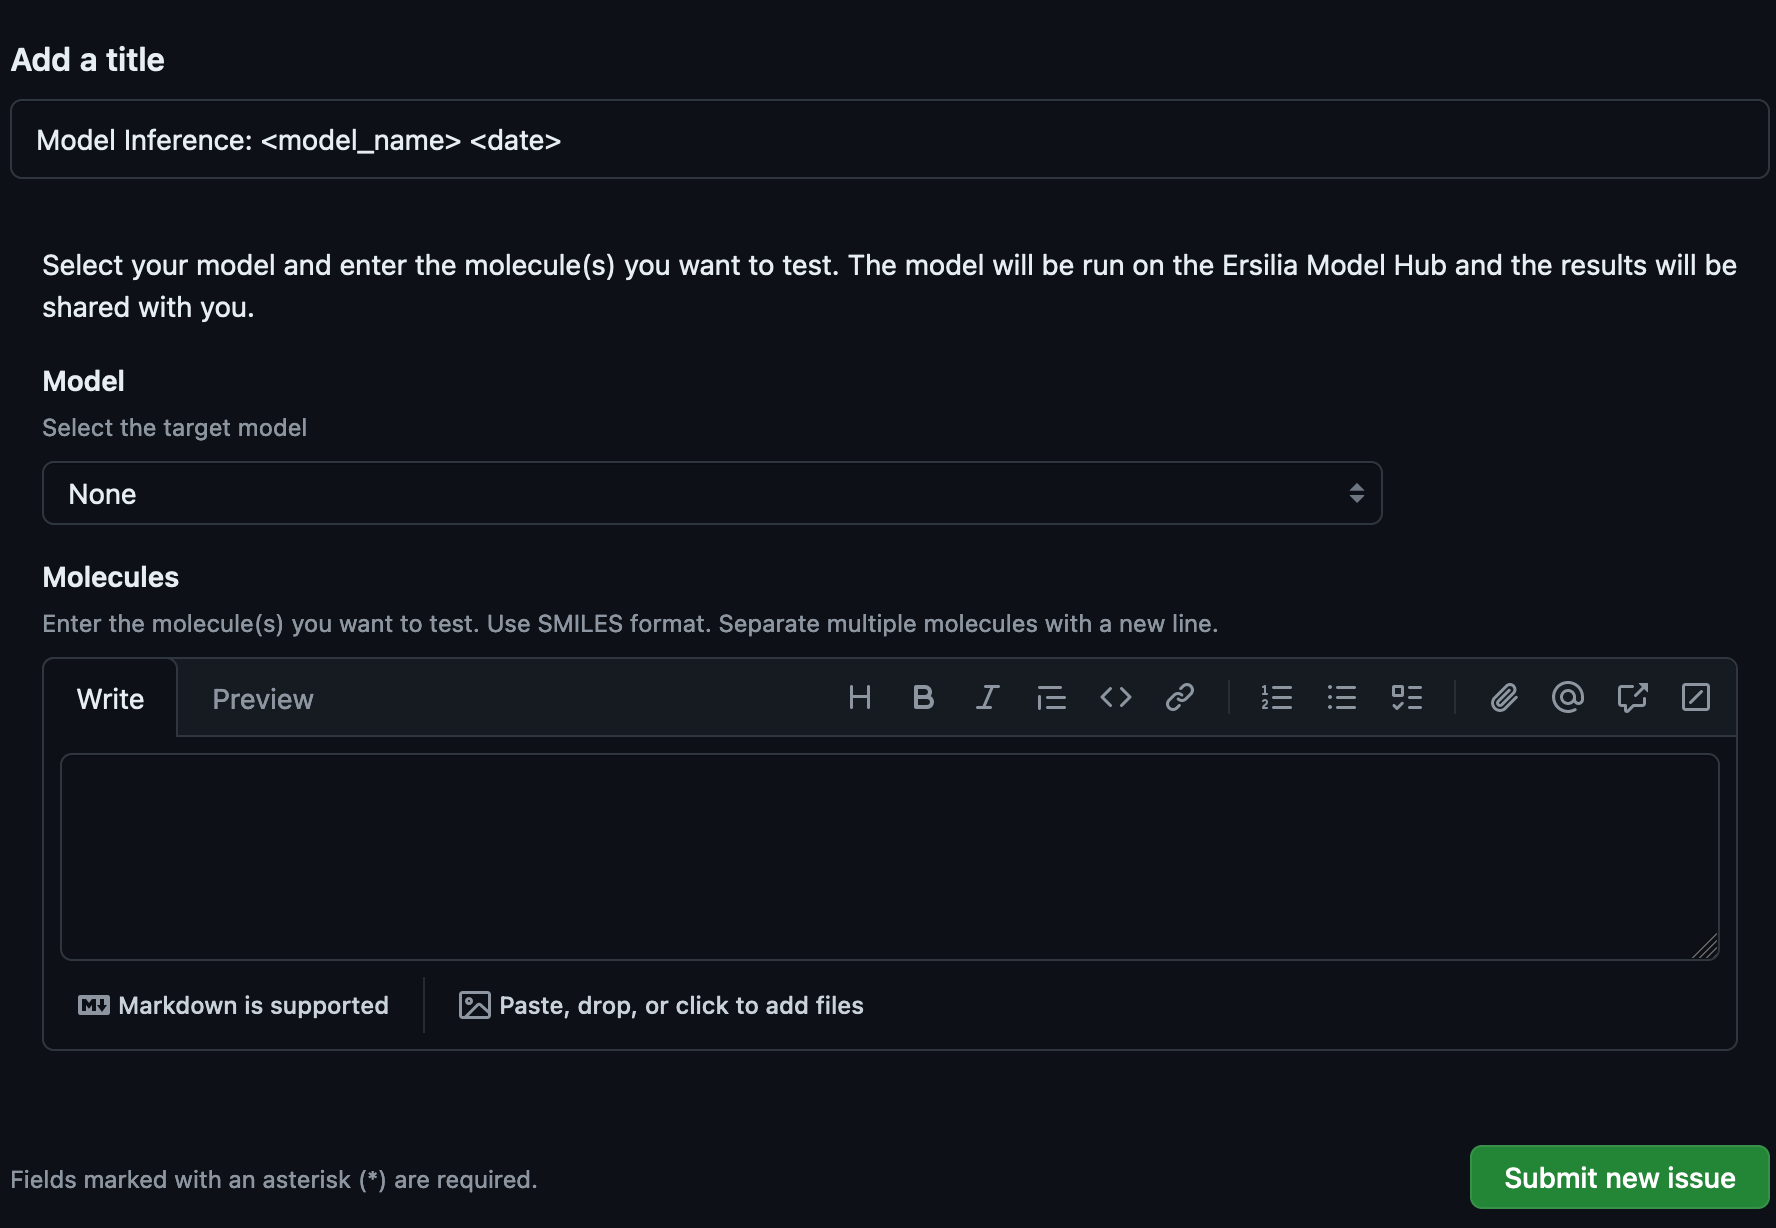 Add a title
Model Inference: <model_name> <date>
Select your model and enter the molecule(s) you want to test. The model will be run on the Ersilia Model Hub and the results will be
shared with you.
Model
Select the target model
None
Molecules
Enter the molecule(s) you want to test. Use SMILES format. Separate multiple molecules with a new line.
Write Preview
Markdown is supported Paste, drop, or click to add files
Fields marked with an asterisk (*) are required. Submit new issue